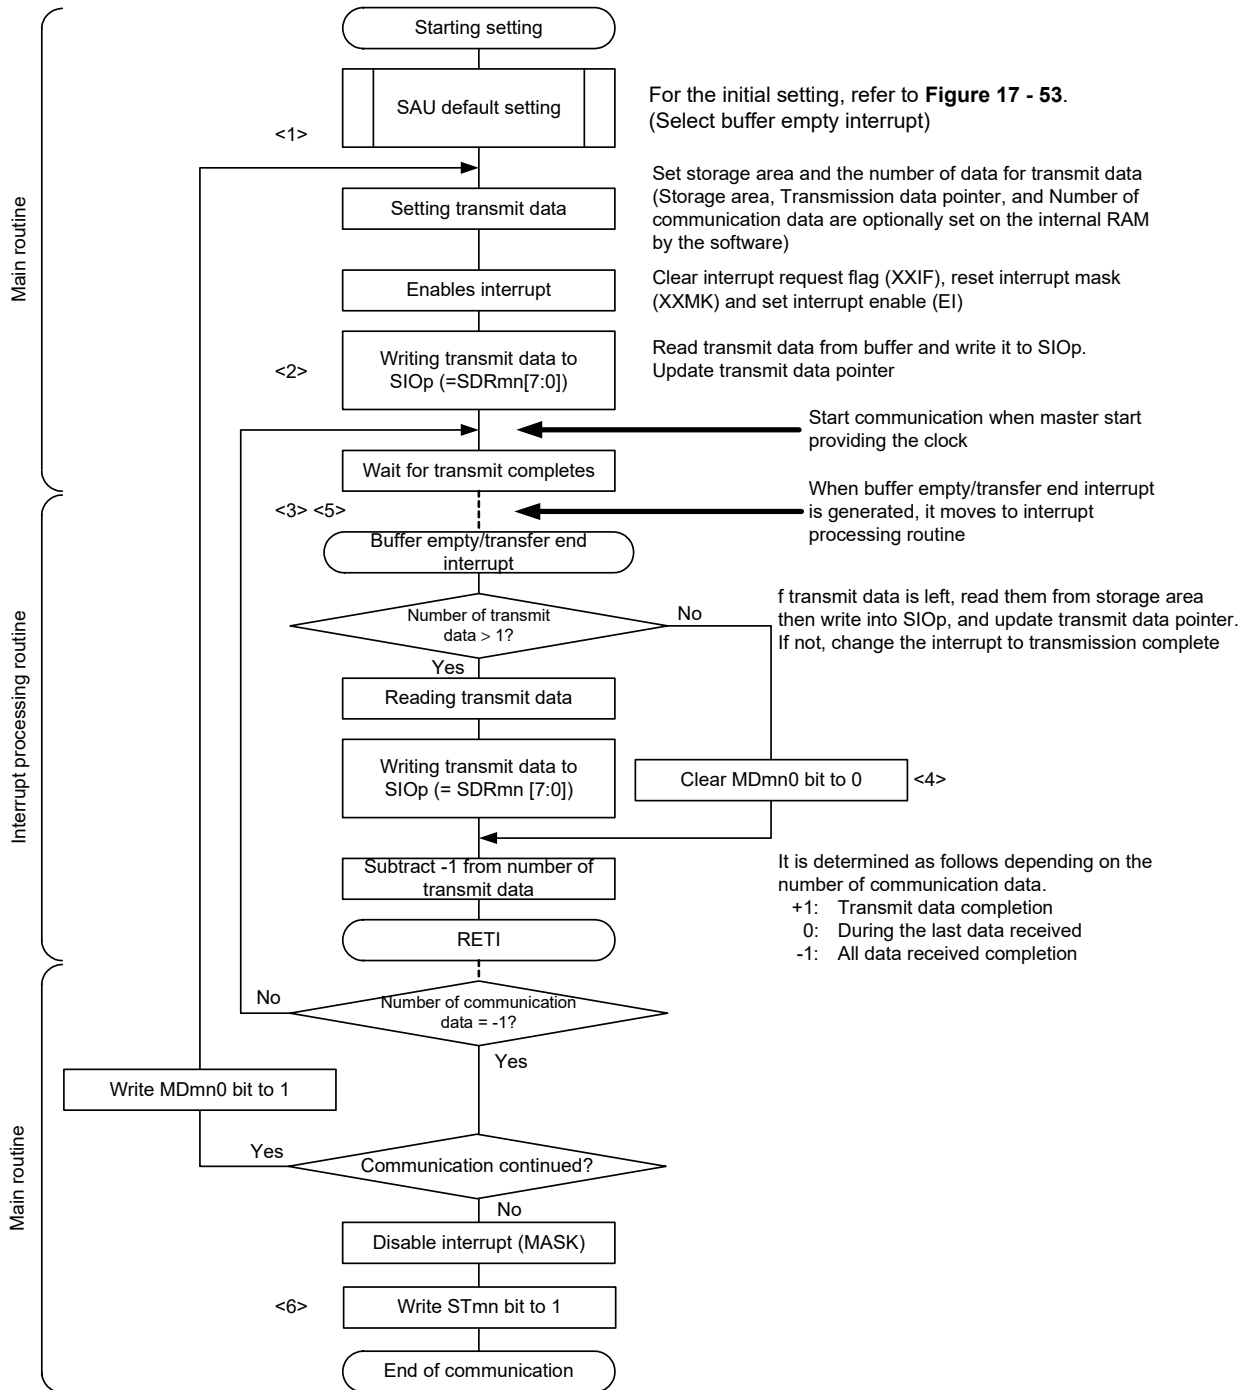 Starting setting
SAU default setting
For the initial setting, refer to Figure 17 - 53.
(Select buffer empty interrupt)
<1>
Main routine
Setting transmit data
Set storage area and the number of data for transmit data
(Storage area, Transmission data pointer, and Number of
communication data are optionally set on the internal RAM
by the software)
Enables interrupt
Clear interrupt request flag (XXIF), reset interrupt mask
(XXMK) and set interrupt enable (EI)
<2>
Writing transmit data to
SIOp (=SDRmn[7:0])
Read transmit data from buffer and write it to SIOp.
Update transmit data pointer
Start communication when master start
providing the clock
Wait for transmit completes
<3> <5>
When buffer empty/transfer end interrupt
is generated, it moves to interrupt
processing routine
Interrupt processing routine
Buffer empty/transfer end
interrupt
Number of transmit
data > 1?
No
Yes
f transmit data is left, read them from storage area
then write into SIOp, and update transmit data pointer.
If not, change the interrupt to transmission complete
Reading transmit data
Writing transmit data to
SIOp (= SDRmn [7:0])
Clear MDmn0 bit to 0
<4>
Subtract -1 from number of
transmit data
It is determined as follows depending on the
number of communication data.
+1: Transmit data completion
0: During the last data received
-1: All data received completion
RETI
Main routine
No
Number of communication
data = -1?
Yes
Write MDmn0 bit to 1
Yes
Communication continued?
No
Disable interrupt (MASK)
<6>
Write STmn bit to 1
End of communication